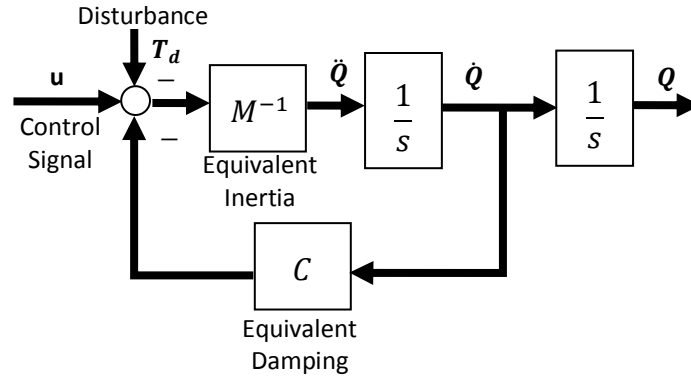 Disturbance
T_d
u
−
Control
Signal
−
M⁻¹
Equivalent
Inertia
Q̈
1
s
Q̇
1
s
Q
C
Equivalent
Damping